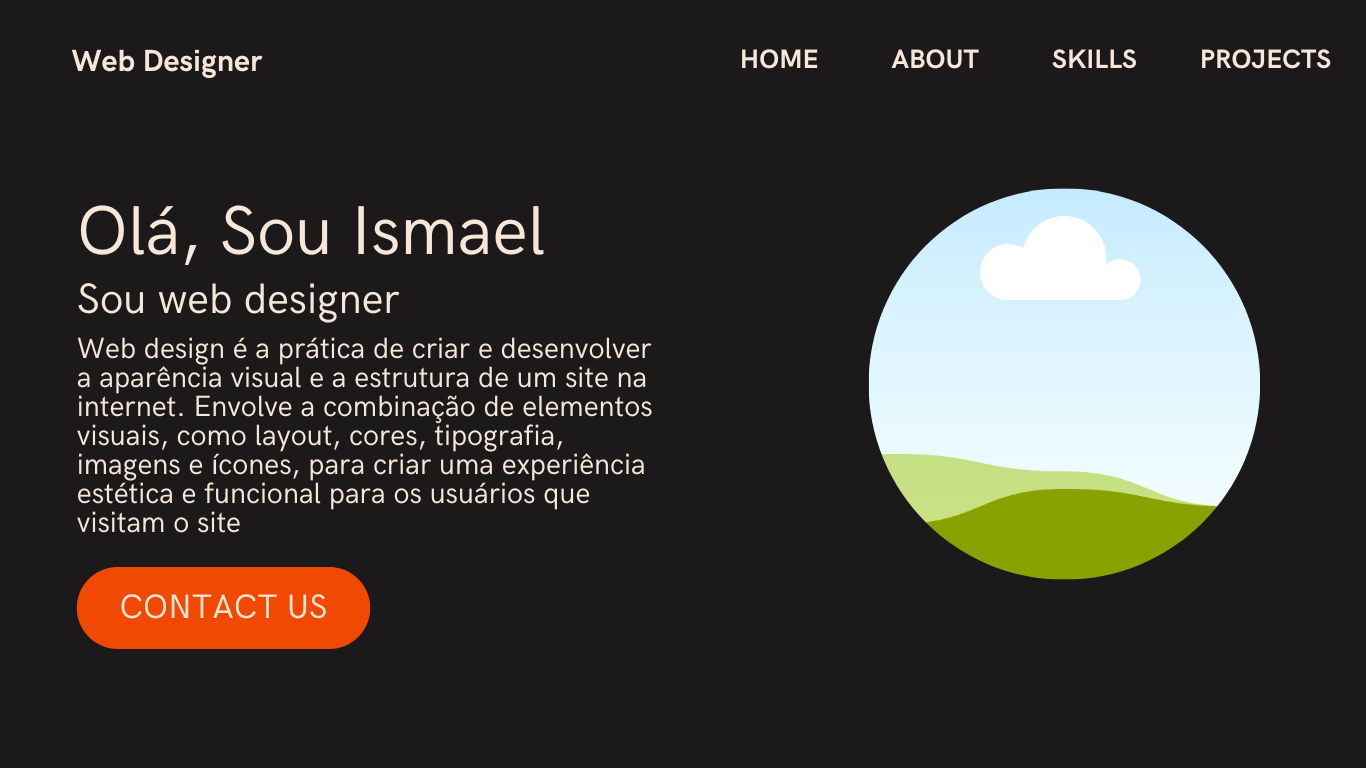 Web Designer
HOME ABOUT SKILLS PROJECTS
Olá, Sou Ismael
Sou web designer
Web design é a prática de criar e desenvolver
a aparência visual e a estrutura de um site na
internet. Envolve a combinação de elementos
visuais, como layout, cores, tipografia,
imagens e ícones, para criar uma experiência
estética e funcional para os usuários que
visitam o site
CONTACT US